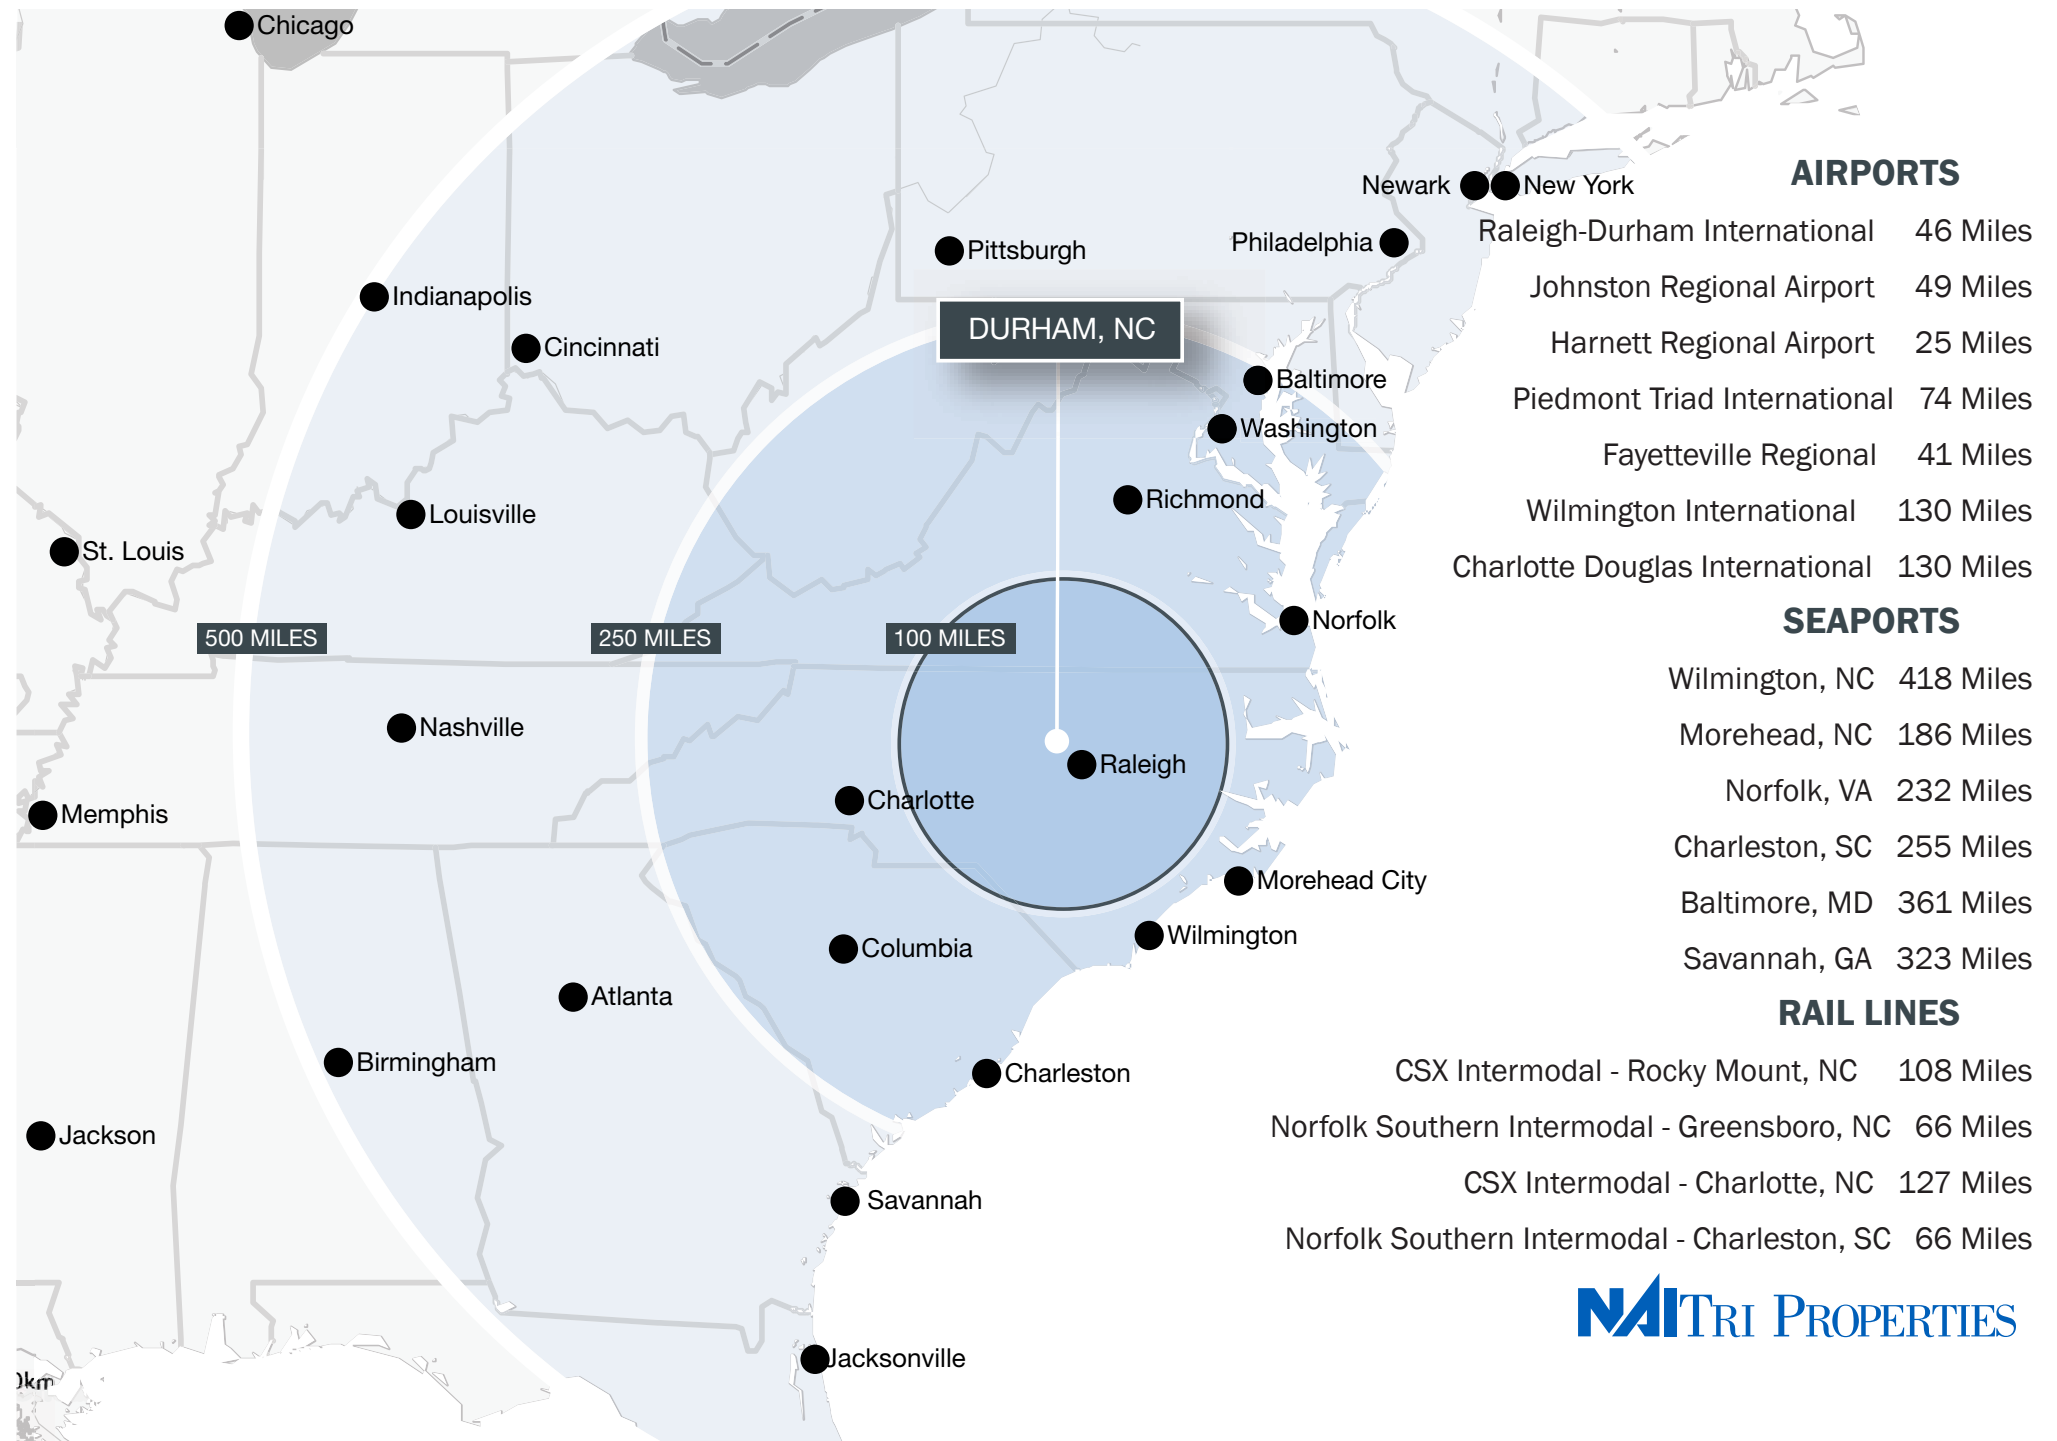 Chicago
Newark
New York
Philadelphia
Pittsburgh
Indianapolis
DURHAM, NC
Cincinnati
Baltimore
Washington
Richmond
Louisville
St. Louis
Norfolk
500 MILES
250 MILES
100 MILES
Nashville
Raleigh
Charlotte
Memphis
Morehead City
Wilmington
Columbia
Atlanta
Birmingham
Charleston
Jackson
Savannah
Jacksonville
0km
AIRPORTS
Raleigh-Durham International 46 Miles
Johnston Regional Airport 49 Miles
Harnett Regional Airport 25 Miles
Piedmont Triad International 74 Miles
Fayetteville Regional 41 Miles
Wilmington International 130 Miles
Charlotte Douglas International 130 Miles
SEAPORTS
Wilmington, NC 418 Miles
Morehead, NC 186 Miles
Norfolk, VA 232 Miles
Charleston, SC 255 Miles
Baltimore, MD 361 Miles
Savannah, GA 323 Miles
RAIL LINES
CSX Intermodal - Rocky Mount, NC 108 Miles
Norfolk Southern Intermodal - Greensboro, NC 66 Miles
CSX Intermodal - Charlotte, NC 127 Miles
Norfolk Southern Intermodal - Charleston, SC 66 Miles
NAI TRI PROPERTIES